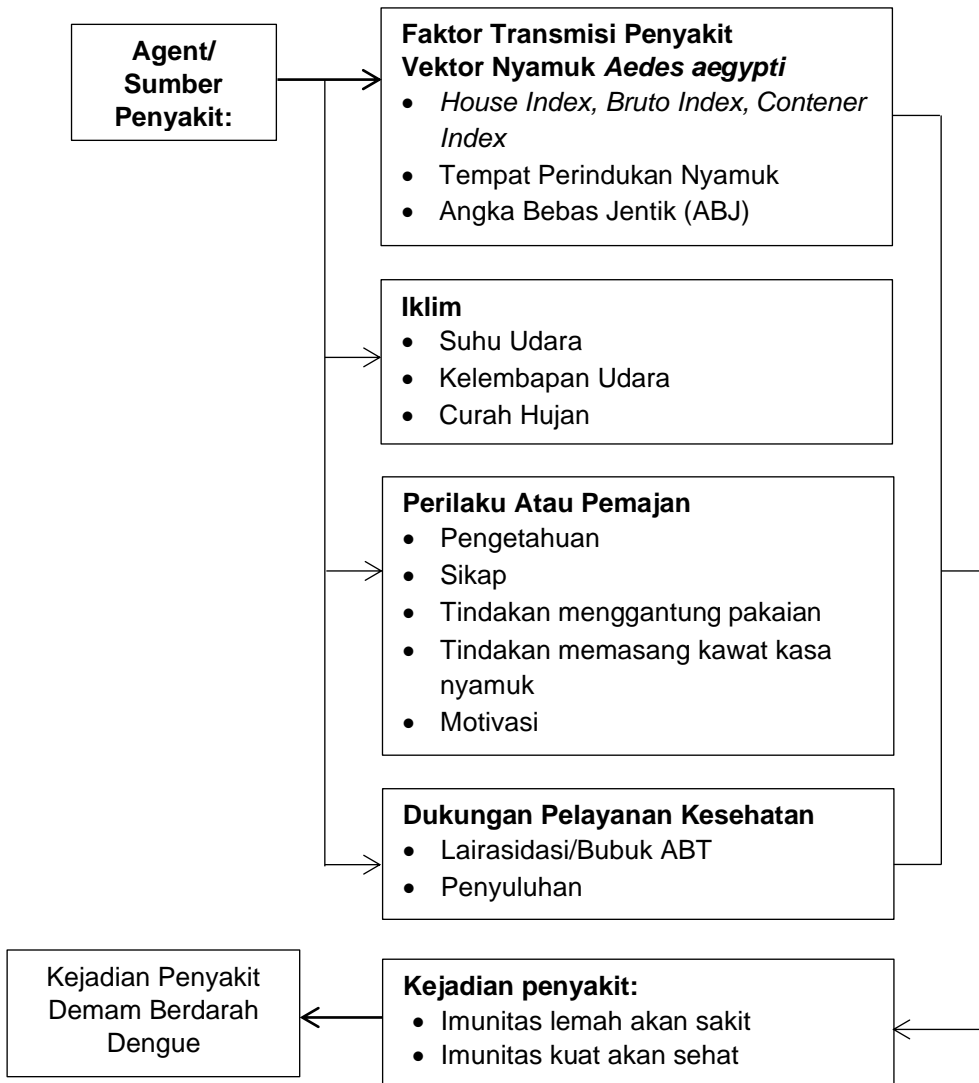 Agent/
Sumber
Penyakit:
Faktor Transmisi Penyakit
Vektor Nyamuk Aedes aegypti
• House Index, Bruto Index, Contener
Index
• Tempat Perindukan Nyamuk
• Angka Bebas Jentik (ABJ)
Iklim
• Suhu Udara
• Kelembapan Udara
• Curah Hujan
Perilaku Atau Pemajan
• Pengetahuan
• Sikap
• Tindakan menggantung pakaian
• Tindakan memasang kawat kasa
nyamuk
• Motivasi
Dukungan Pelayanan Kesehatan
• Lairasidasi/Bubuk ABT
• Penyuluhan
Kejadian Penyakit
Demam Berdarah
Dengue
Kejadian penyakit:
• Imunitas lemah akan sakit
• Imunitas kuat akan sehat